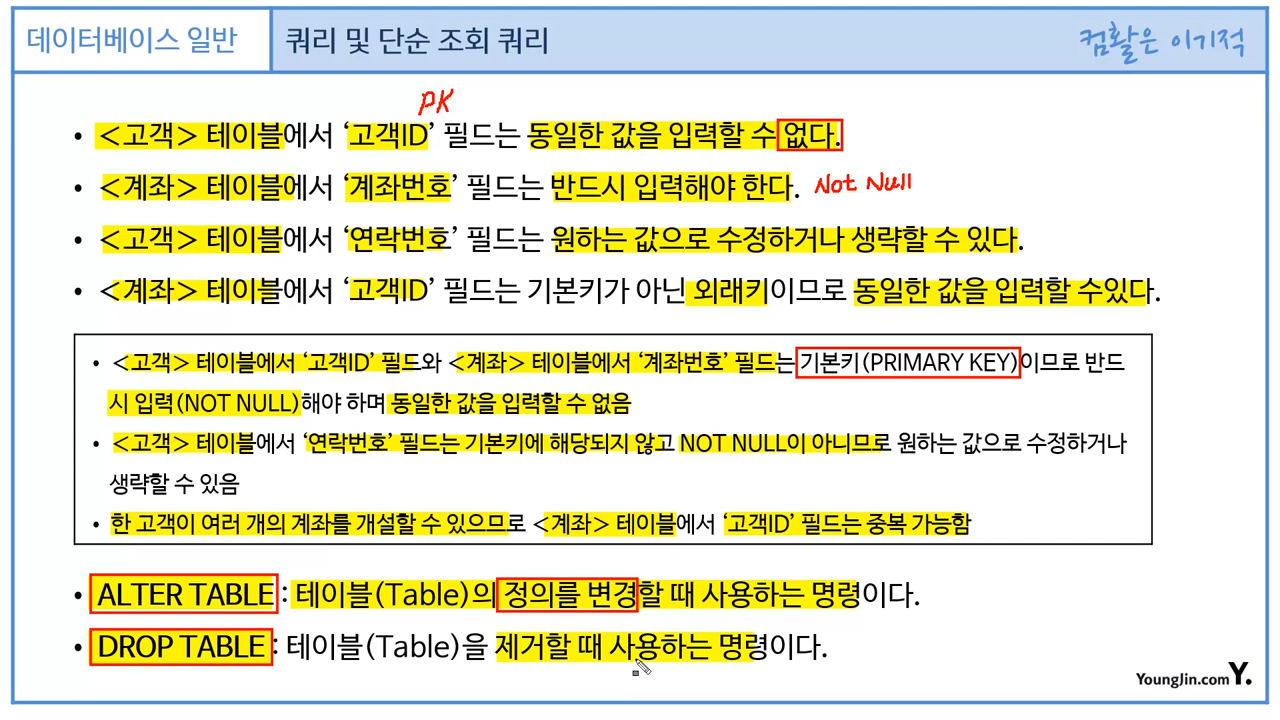 데이터베이스 일반
쿼리 및 단순 조회 쿼리
컴활은 이기적
PK
• <고객> 테이블에서 ‘고객ID’ 필드는 동일한 값을 입력할 수 없다.
• <계좌> 테이블에서 ‘계좌번호’ 필드는 반드시 입력해야 한다. Not Null
• <고객> 테이블에서 ‘연락번호’ 필드는 원하는 값으로 수정하거나 생략할 수 있다.
• <계좌> 테이블에서 ‘고객ID’ 필드는 기본키가 아닌 외래키이므로 동일한 값을 입력할 수있다.
• <고객> 테이블에서 ‘고객ID’ 필드와 <계좌> 테이블에서 ‘계좌번호’ 필드는 기본키(PRIMARY KEY)이므로 반드
시 입력(NOT NULL)해야 하며 동일한 값을 입력할 수 없음
• <고객> 테이블에서 ‘연락번호’ 필드는 기본키에 해당되지 않고 NOT NULL이 아니므로 원하는 값으로 수정하거나
생략할 수 있음
• 한 고객이 여러 개의 계좌를 개설할 수 있으므로 <계좌> 테이블에서 ‘고객ID’ 필드는 중복 가능함
• ALTER TABLE : 테이블(Table)의 정의를 변경할 때 사용하는 명령이다.
• DROP TABLE : 테이블(Table)을 제거할 때 사용하는 명령이다.
YoungJin.com Y.